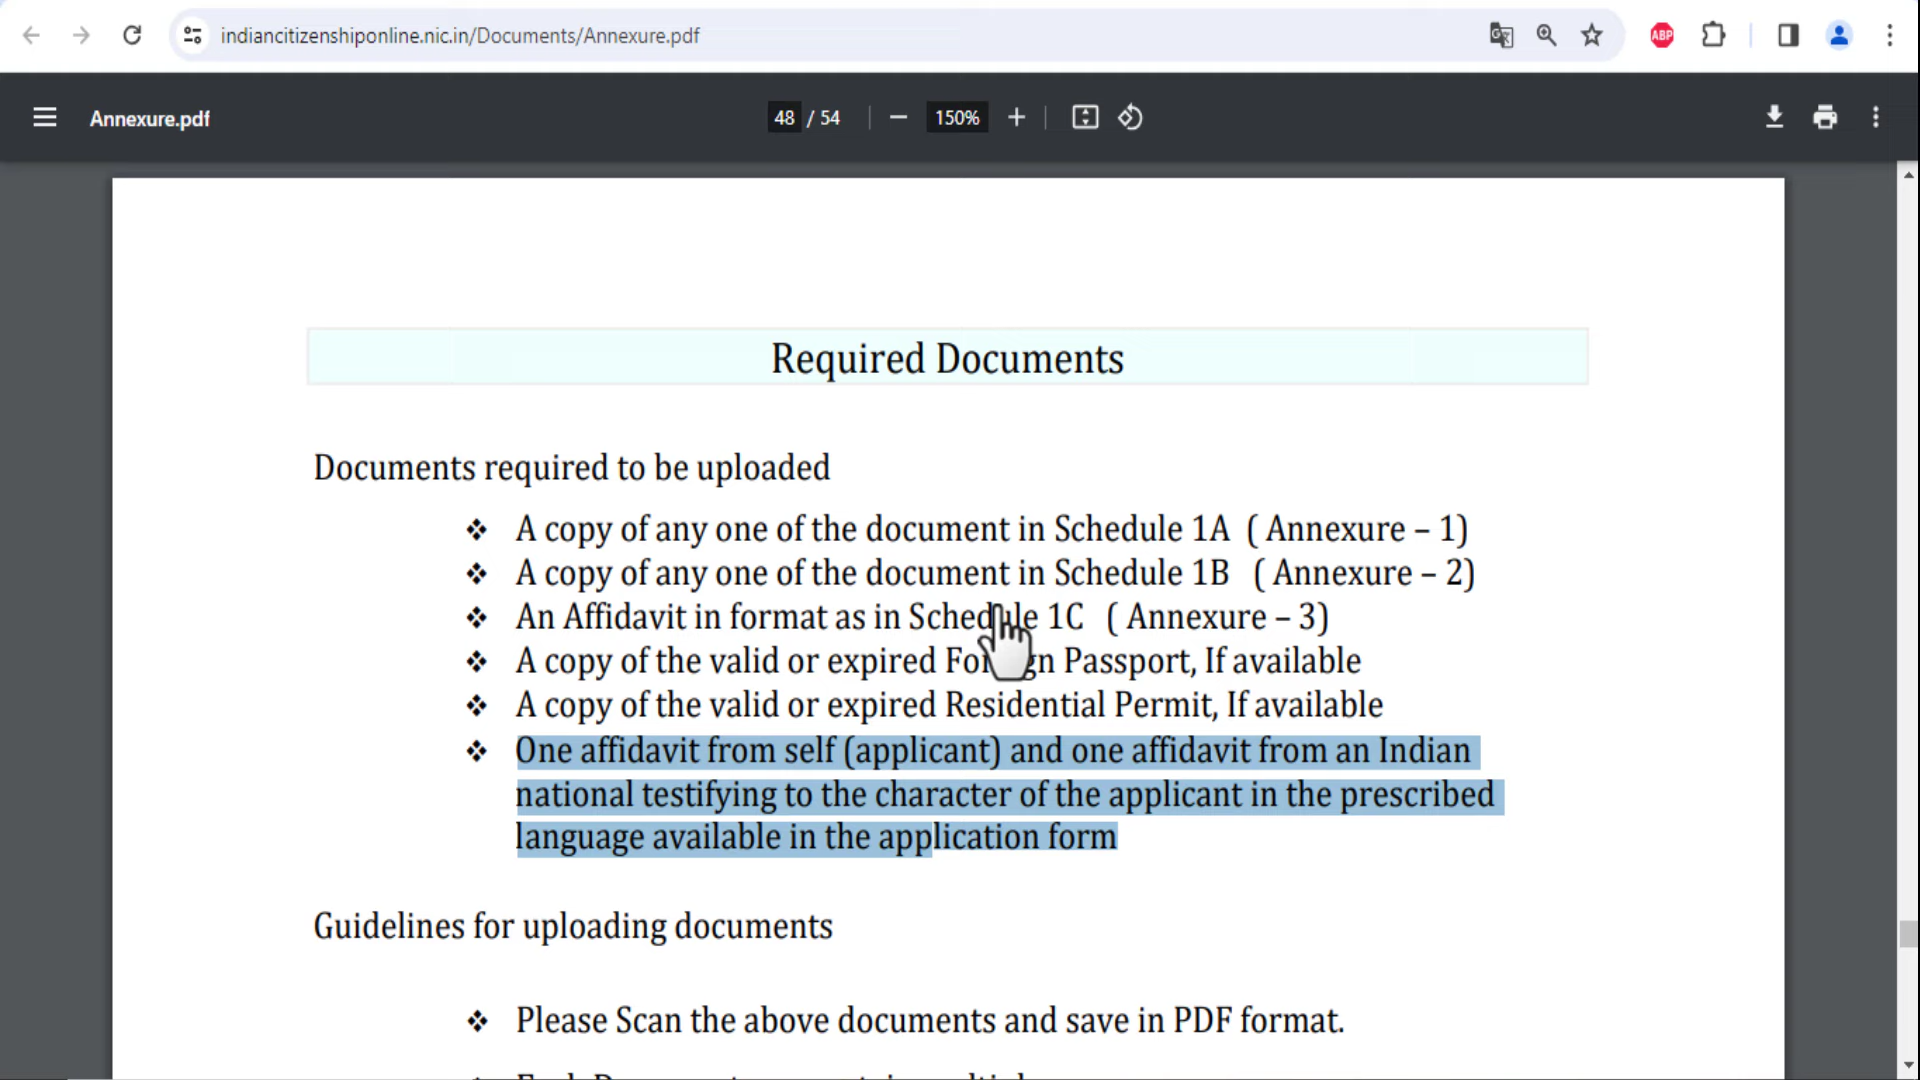 indiancitizenshiponline.nic.in/Documents/Annexure.pdf
ABP
Annexure.pdf
48 / 54
150%
Required Documents
Documents required to be uploaded
❖ A copy of any one of the document in Schedule 1A ( Annexure – 1)
❖ A copy of any one of the document in Schedule 1B ( Annexure – 2)
❖ An Affidavit in format as in Schedule 1C ( Annexure – 3)
❖ A copy of the valid or expired Foreign Passport, If available
❖ A copy of the valid or expired Residential Permit, If available
❖ One affidavit from self (applicant) and one affidavit from an Indian
national testifying to the character of the applicant in the prescribed
language available in the application form
Guidelines for uploading documents
❖ Please Scan the above documents and save in PDF format.